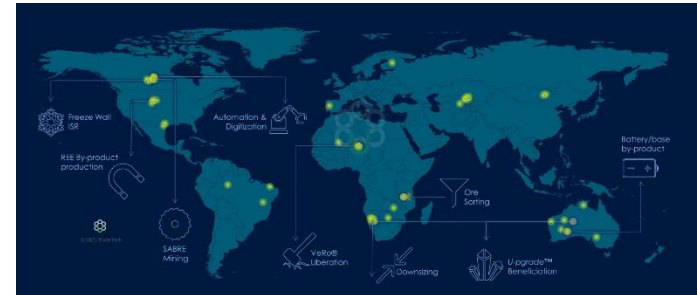 Freeze Wall
ISR
Automation &
Digitization
REE By-product
production
Battery/base
by-product
Ore
Sorting
SABRE
Mining
VeRo®
Liberation
Downsizing
U-pgrade™
Beneficiation